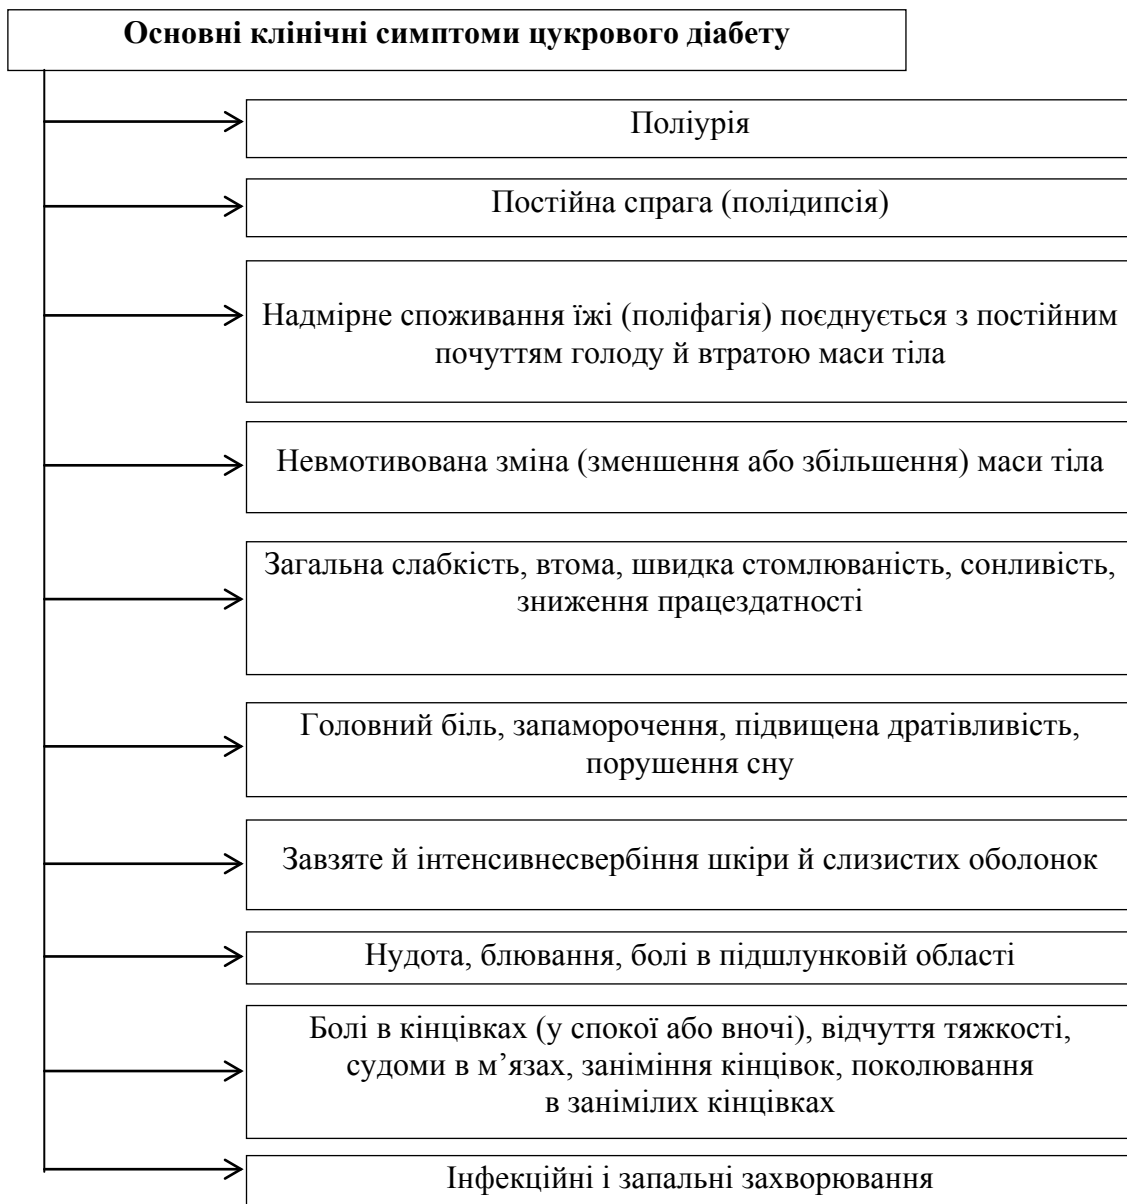 Основні клінічні симптоми цукрового діабету
Поліурія
Постійна спрага (полідипсія)
Надмірне споживання їжі (поліфагія) поєднується з постійним
почуттям голоду й втратою маси тіла
Невмотивована зміна (зменшення або збільшення) маси тіла
Загальна слабкість, втома, швидка стомлюваність, сонливість,
зниження працездатності
Головний біль, запаморочення, підвищена дратівливість,
порушення сну
Завзяте й інтенсивнесвербіння шкіри й слизистих оболонок
Нудота, блювання, болі в підшлунковій області
Болі в кінцівках (у спокої або вночі), відчуття тяжкості,
судоми в м’язах, заніміння кінцівок, поколювання
в занімілих кінцівках
Інфекційні і запальні захворювання